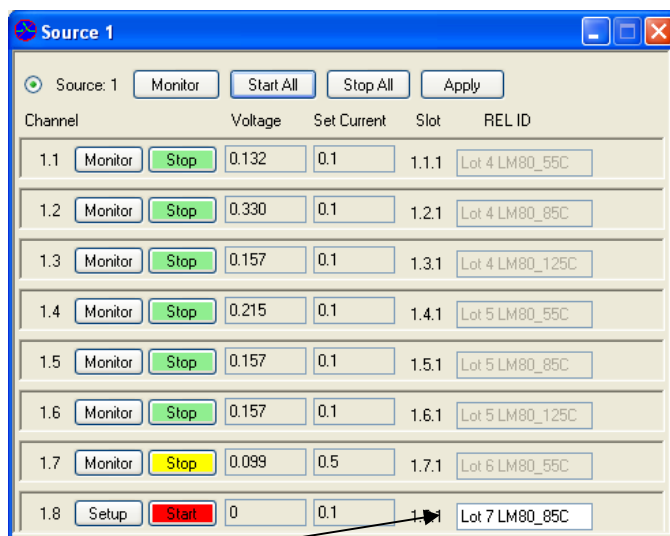 Source 1
Source: 1 Monitor Start All Stop All Apply
Channel Voltage Set Current Slot REL ID
1.1 Monitor Stop 0.132 0.1 1.1.1 Lot 4 LM80_55C
1.2 Monitor Stop 0.330 0.1 1.2.1 Lot 4 LM80_85C
1.3 Monitor Stop 0.157 0.1 1.3.1 Lot 4 LM80_125C
1.4 Monitor Stop 0.215 0.1 1.4.1 Lot 5 LM80_55C
1.5 Monitor Stop 0.157 0.1 1.5.1 Lot 5 LM80_85C
1.6 Monitor Stop 0.157 0.1 1.6.1 Lot 5 LM80_125C
1.7 Monitor Stop 0.099 0.5 1.7.1 Lot 6 LM80_55C
1.8 Setup Start 0 0.1 Lot 7 LM80_85C